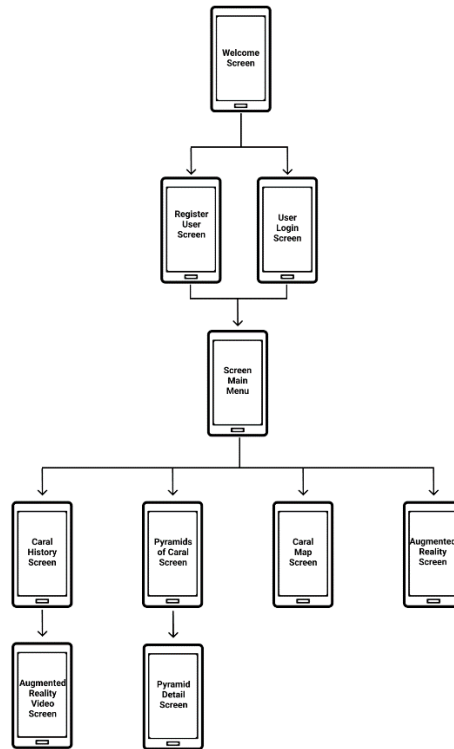 Welcome
Screen
Register
User
Screen
User
Login
Screen
Screen
Main
Menu
Caral
History
Screen
Pyramids
of Caral
Screen
Caral
Map
Screen
Augmented
Reality
Screen
Augmented
Reality
Video
Screen
Pyramid
Detail
Screen